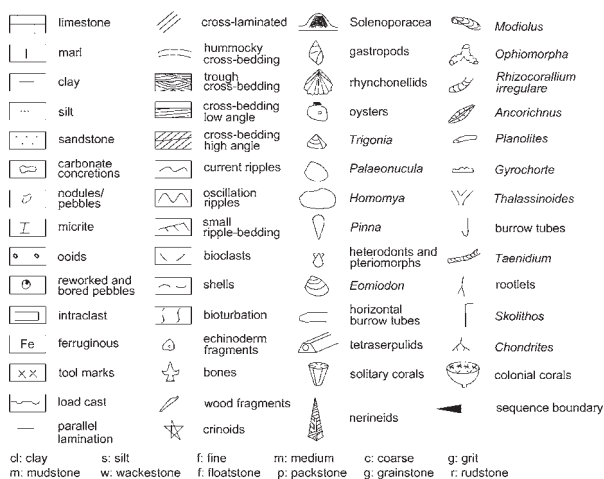 limestone
marl
clay
silt
sandstone
carbonate
concretions
nodules/
pebbles
micrite
ooids
reworked and
bored pebbles
intraclast
Fe
ferruginous
tool marks
load cast
parallel
lamination
cross-laminated
hummocky
cross-bedding
trough
cross-bedding
cross-bedding
low angle
cross-bedding
high angle
current ripples
oscillation
ripples
small
ripple-bedding
bioclasts
shells
bioturbation
echinoderm
fragments
bones
wood fragments
crinoids
Solenoporacea
gastropods
rhynchonellids
oysters
Trigonia
Palaeonucula
Homomya
Pinna
heterodonts and
pteriomorphs
Eomiodon
horizontal
burrow tubes
tetraserpulids
solitary corals
nerineids
Modiolus
Ophiomorpha
Rhizocorallium
irregulare
Ancorichnus
Planolites
Gyrochorte
Thalassinoides
burrow tubes
Taenidium
rootlets
Skolithos
Chondrites
colonial corals
sequence boundary
cl: clay s: silt f: fine m: medium c: coarse g: grit
m: mudstone w: wackestone f: floatstone p: packstone g: grainstone r: rudstone